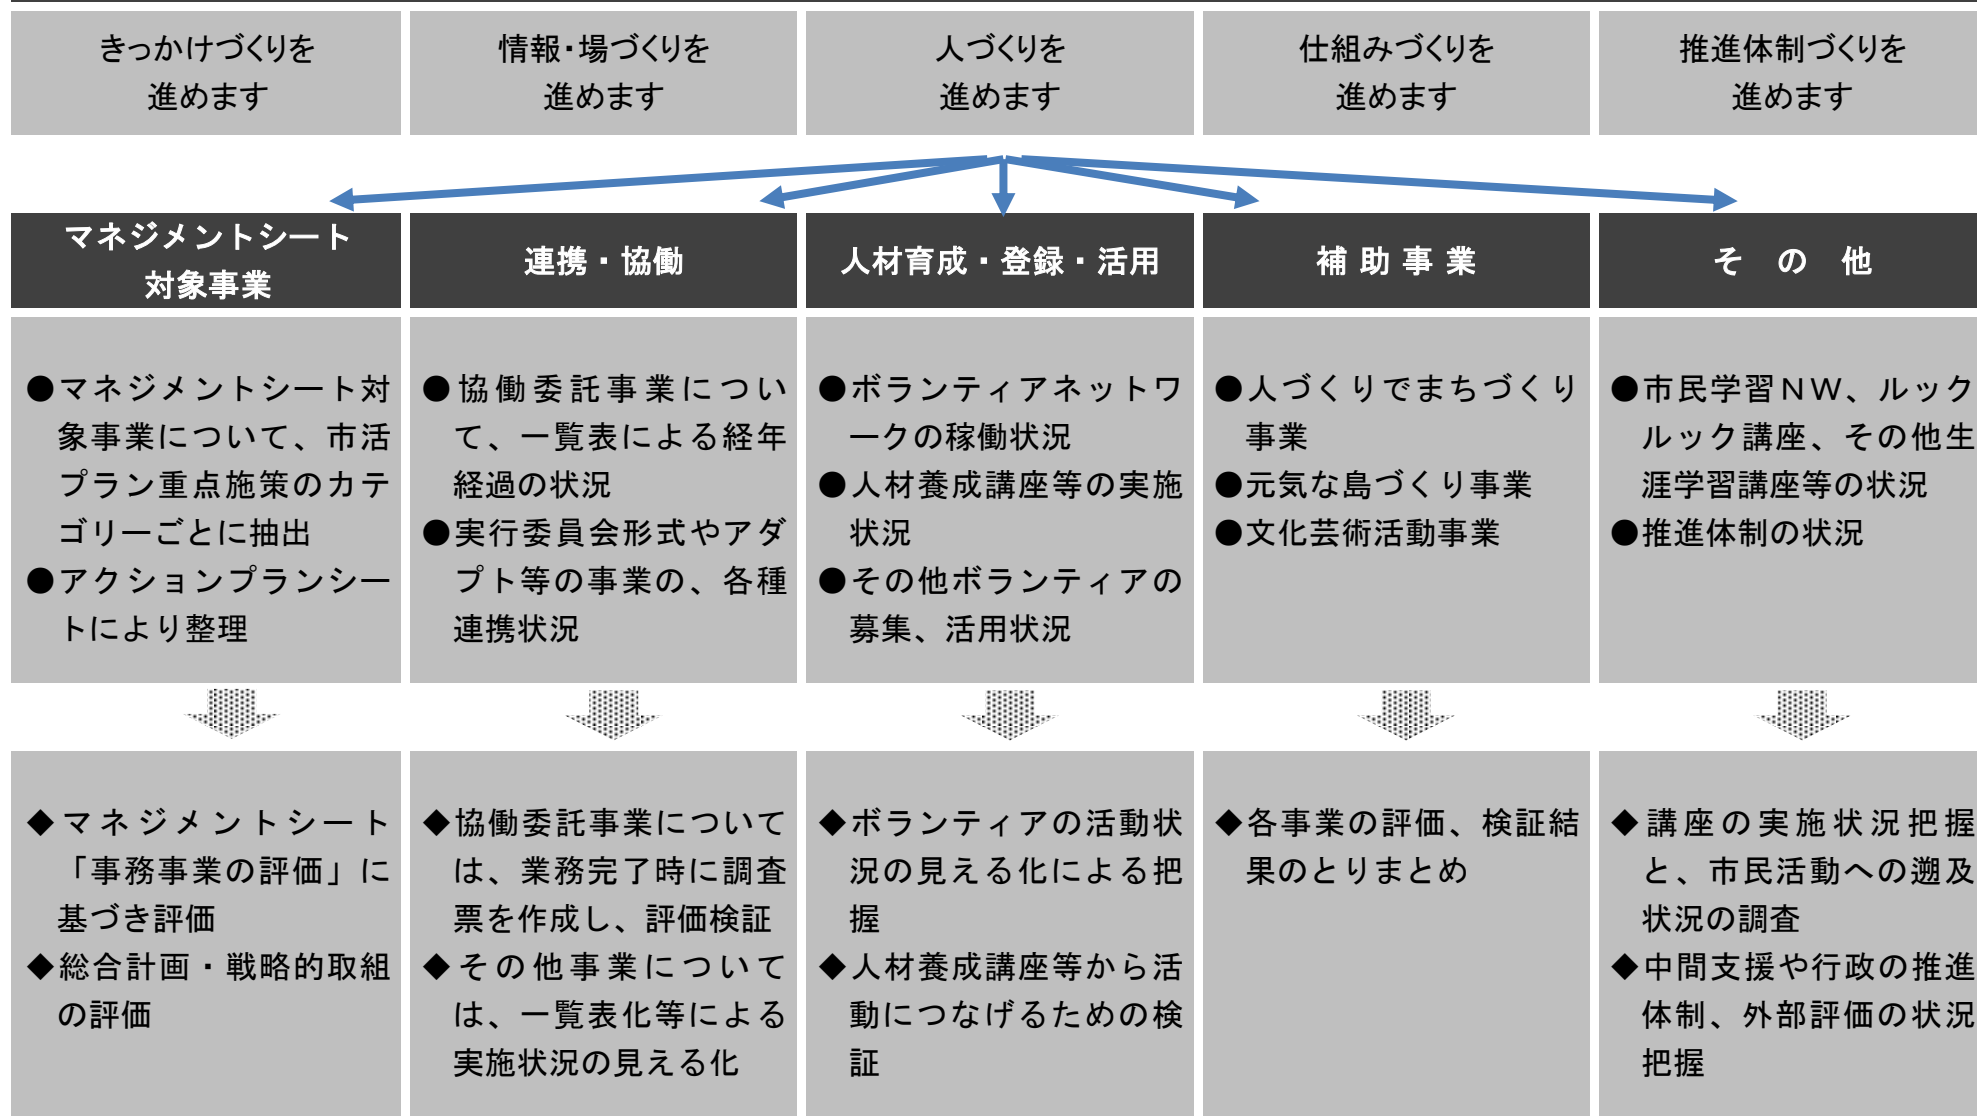 きっかけづくりを
進めます
情報・場づくりを
進めます
人づくりを
進めます
仕組みづくりを
進めます
推進体制づくりを
進めます
マネジメントシート
対象事業
連携・協働
人材育成・登録・活用
補助事業
その他
●マネジメントシート対
象事業について、市活
プラン重点施策のカテ
ゴリーごとに抽出
●アクションプランシー
トにより整理
●協働委託事業につい
て、一覧表による経年
経過の状況
●実行委員会形式やアダ
プト等の事業の、各種
連携状況
●ボランティアネットワ
ークの稼働状況
●人材養成講座等の実施
状況
●その他ボランティアの
募集、活用状況
●人づくりでまちづくり
事業
●元気な島づくり事業
●文化芸術活動事業
●市民学習NW、ルック
ルック講座、その他生
涯学習講座等の状況
●推進体制の状況
◆マネジメントシート
「事務事業の評価」に
基づき評価
◆総合計画・戦略的取組
の評価
◆協働委託事業について
は、業務完了時に調査
票を作成し、評価検証
◆その他事業について
は、一覧表化等による
実施状況の見える化
◆ボランティアの活動状
況の見える化による把
握
◆人材養成講座等から活
動につなげるための検
証
◆各事業の評価、検証結
果のとりまとめ
◆講座の実施状況把握
と、市民活動への遡及
状況の調査
◆中間支援や行政の推進
体制、外部評価の状況
把握